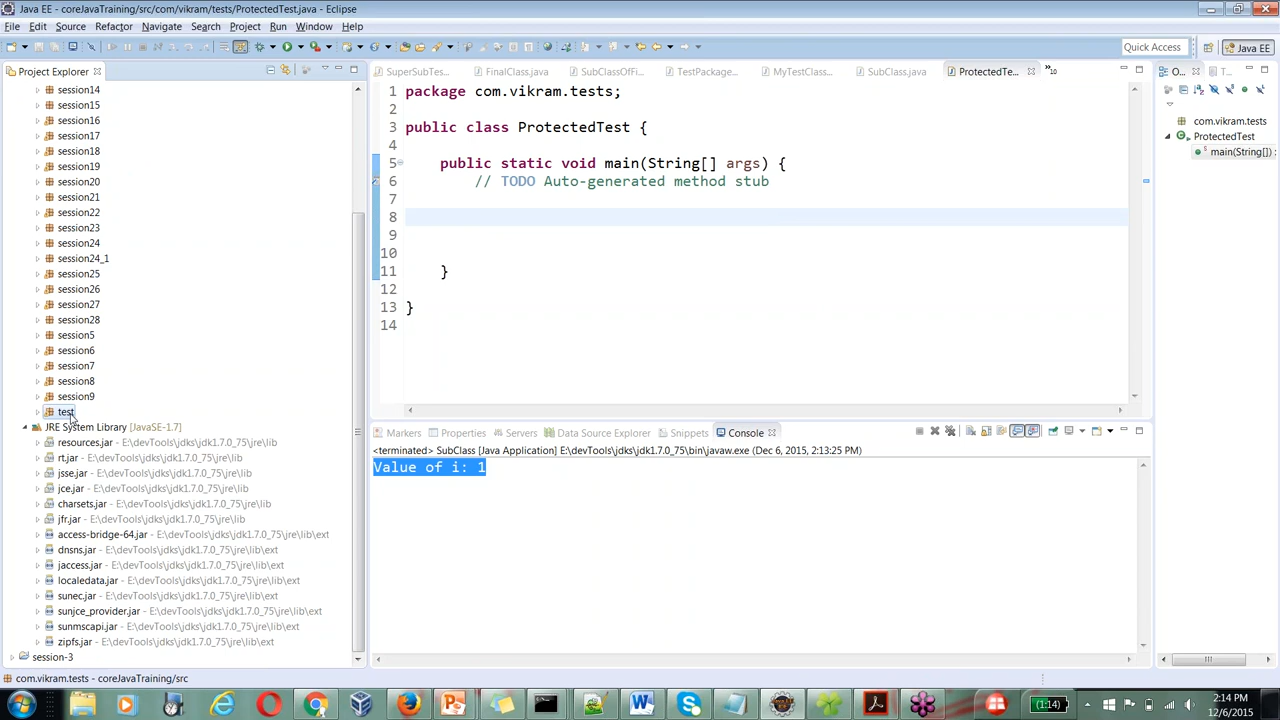 Java EE - coreJavaTraining/src/com/vikram/tests/ProtectedTest.java - Eclipse
File Edit Source Refactor Navigate Search Project Run Window Help
Quick Access
Java EE
Project Explorer
session14
session15
session16
session17
session18
session19
session20
session21
session22
session23
session24
session24_1
session25
session26
session27
session28
session5
session6
session7
session8
session9
test
JRE System Library [JavaSE-1.7]
resources.jar - E:\devTools\jdks\jdk1.7.0_75\jre\lib
rt.jar - E:\devTools\jdks\jdk1.7.0_75\jre\lib
jsse.jar - E:\devTools\jdks\jdk1.7.0_75\jre\lib
jce.jar - E:\devTools\jdks\jdk1.7.0_75\jre\lib
charsets.jar - E:\devTools\jdks\jdk1.7.0_75\jre\lib
jfr.jar - E:\devTools\jdks\jdk1.7.0_75\jre\lib
access-bridge-64.jar - E:\devTools\jdks\jdk1.7.0_75\jre\lib\ext
dnsns.jar - E:\devTools\jdks\jdk1.7.0_75\jre\lib\ext
jaccess.jar - E:\devTools\jdks\jdk1.7.0_75\jre\lib\ext
localedata.jar - E:\devTools\jdks\jdk1.7.0_75\jre\lib\ext
sunec.jar - E:\devTools\jdks\jdk1.7.0_75\jre\lib\ext
sunjce_provider.jar - E:\devTools\jdks\jdk1.7.0_75\jre\lib\ext
sunmscapi.jar - E:\devTools\jdks\jdk1.7.0_75\jre\lib\ext
zipfs.jar - E:\devTools\jdks\jdk1.7.0_75\jre\lib\ext
session-3
SuperSubTes... FinalClass.java SubClassOfFi... TestPackage... MyTestClass... SubClass.java ProtectedTe... »10
1 package com.vikram.tests;
2
3 public class ProtectedTest {
4
5 public static void main(String[] args) {
6 // TODO Auto-generated method stub
7
8
9
10
11 }
12
13 }
14
O... T...
com.vikram.tests
ProtectedTest
main(String[]) :
Markers Properties Servers Data Source Explorer Snippets Console
<terminated> SubClass [Java Application] E:\devTools\jdks\jdk1.7.0_75\bin\javaw.exe (Dec 6, 2015, 2:13:25 PM)
Value of i: 1
com.vikram.tests - coreJavaTraining/src
(1:14)
2:14 PM
12/6/2015